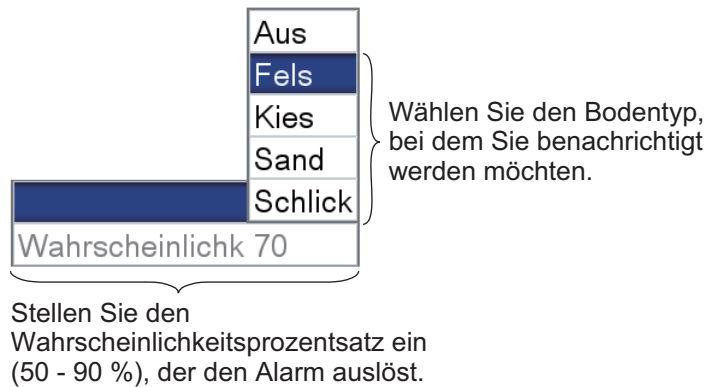 Aus
Fels
Kies
Sand
Schlick
Wahrscheinlichk 70
Wählen Sie den Bodentyp,
bei dem Sie benachrichtigt
werden möchten.
Stellen Sie den
Wahrscheinlichkeitsprozentsatz ein
(50 - 90 %), der den Alarm auslöst.